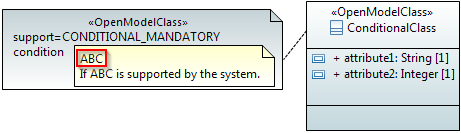 «OpenModelClass»
support=CONDITIONAL_MANDATORY
condition
ABC
If ABC is supported by the system.
«OpenModelClass»
ConditionalClass
+ attribute1: String [1]
+ attribute2: Integer [1]